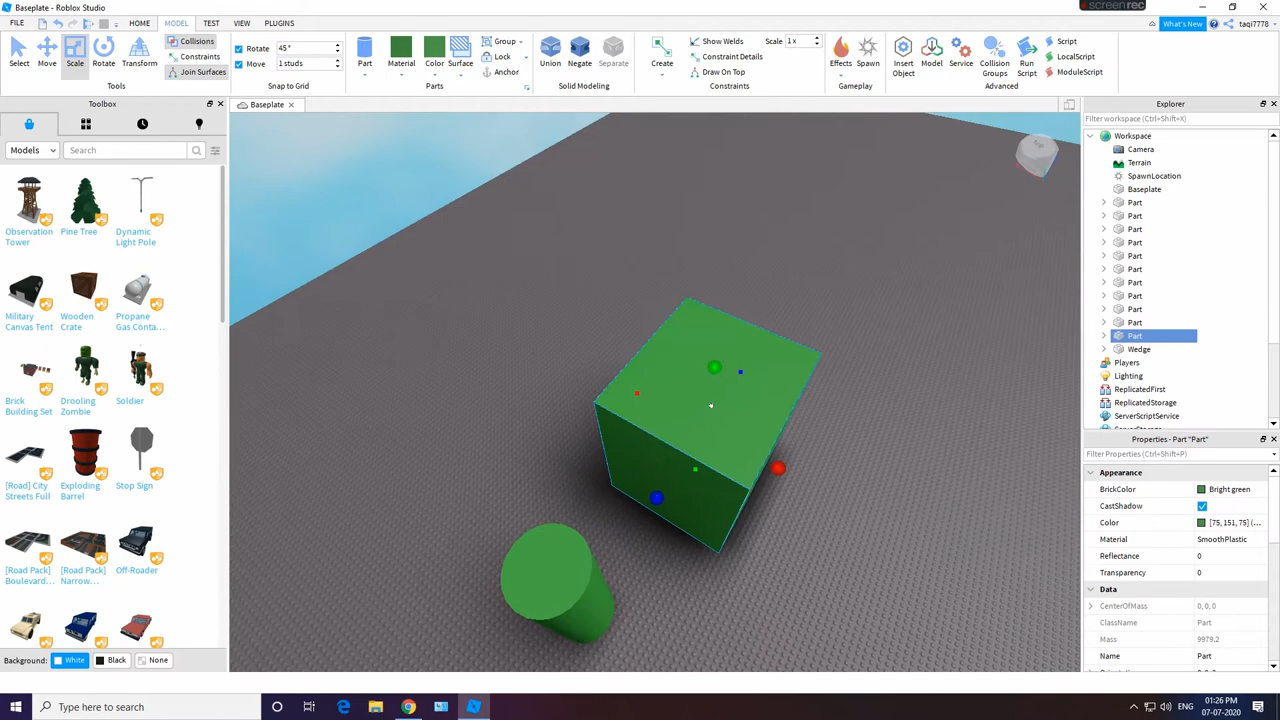 Baseplate - Roblox Studio
screenrec
FILE HOME MODEL TEST VIEW PLUGINS
What's New taqi7778
Select Move Scale Rotate Transform
Collisions
Constraints
Join Surfaces
Tools
Rotate 45°
Move 1 studs
Snap to Grid
Part Material Color Surface
Group
Lock
Anchor
Parts
Union Negate Separate
Solid Modeling
Create
Show Welds
Constraint Details
Draw On Top
Scale 1 x
Constraints
Effects Spawn
Gameplay
Insert Object
Model
Service
Collision Groups
Run Script
Script
LocalScript
ModuleScript
Advanced
Toolbox
Models Search
Observation Tower
Pine Tree
Dynamic Light Pole
Military Canvas Tent
Wooden Crate
Propane Gas Conta...
Brick Building Set
Drooling Zombie
Soldier
[Road] City Streets Full
Exploding Barrel
Stop Sign
[Road Pack] Boulevard...
[Road Pack] Narrow...
Off-Roader
Background: White Black None
Baseplate
Explorer
Filter workspace (Ctrl+Shift+X)
Workspace
Camera
Terrain
SpawnLocation
Baseplate
Part
Part
Part
Part
Part
Part
Part
Part
Part
Part
Part
Wedge
Players
Lighting
ReplicatedFirst
ReplicatedStorage
ServerScriptService
Properties - Part "Part"
Filter Properties (Ctrl+Shift+P)
Appearance
BrickColor Bright green
CastShadow
Color [75, 151, 75] (...
Material SmoothPlastic
Reflectance 0
Transparency 0
Data
CenterOfMass 0, 0, 0
ClassName Part
Mass 9979.2
Name Part
Type here to search
ENG
01:26 PM
07-07-2020